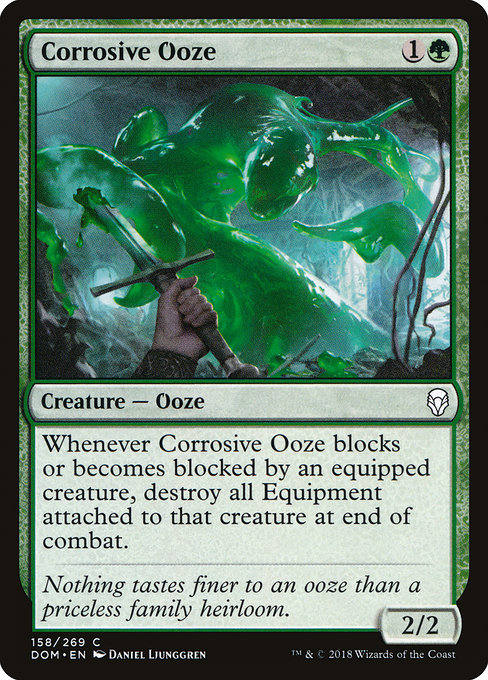 Corrosive Ooze 1
Creature — Ooze
Whenever Corrosive Ooze blocks
or becomes blocked by an equipped
creature, destroy all Equipment
attached to that creature at end of
combat.
Nothing tastes finer to an ooze than a
priceless family heirloom.
2/2
158/269 C
DOM • EN Daniel Ljunggren
™ & © 2018 Wizards of the Coast